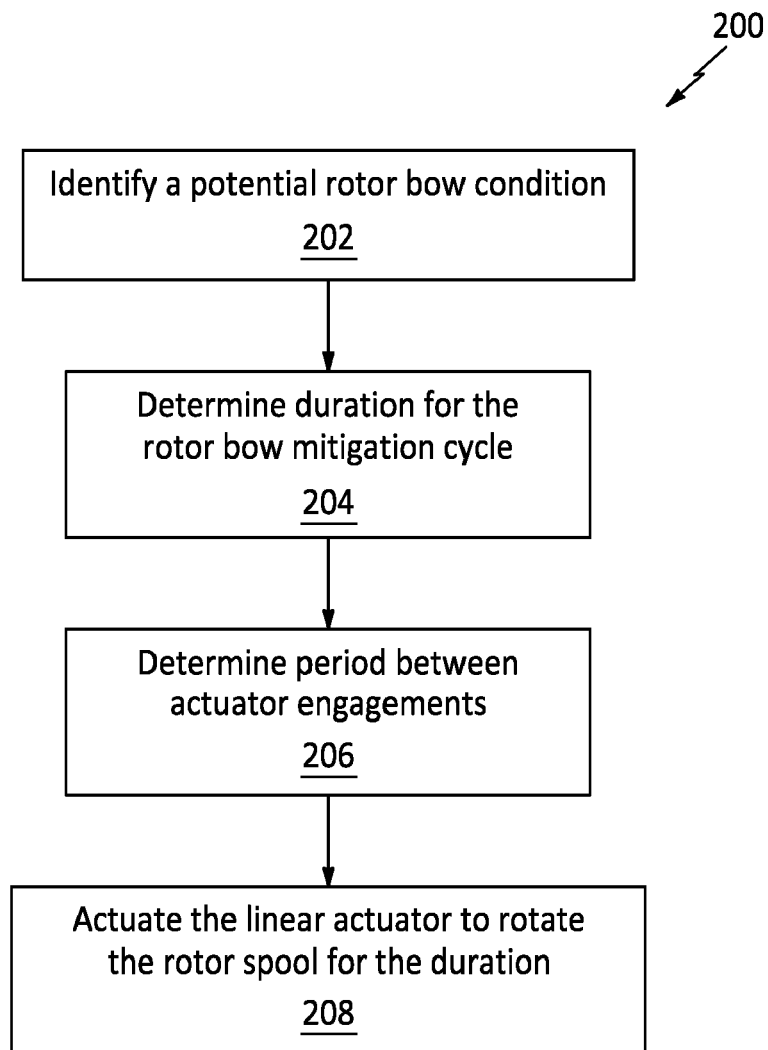 200
Identify a potential rotor bow condition
202
Determine duration for the
rotor bow mitigation cycle
204
Determine period between
actuator engagements
206
Actuate the linear actuator to rotate
the rotor spool for the duration
208